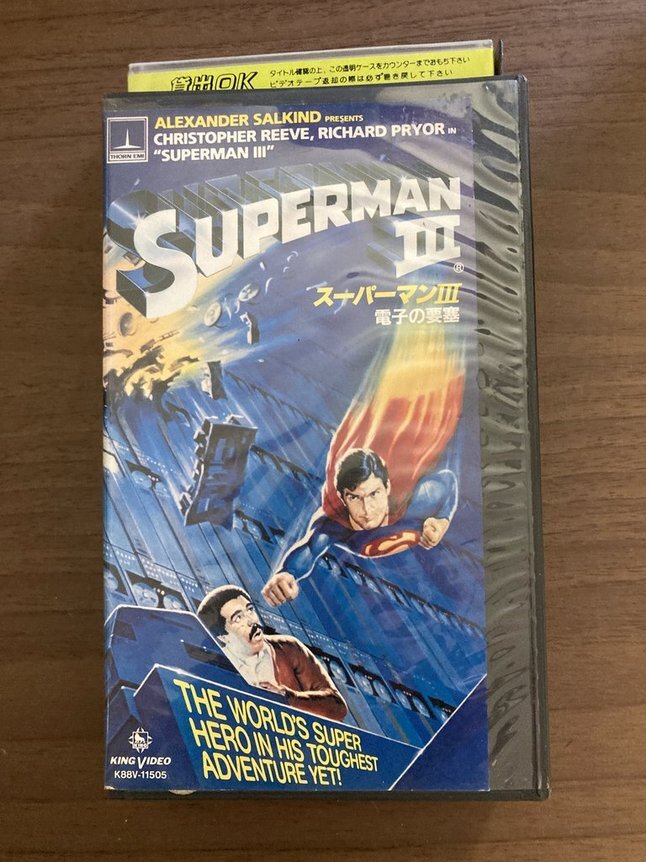 貸出OK
タイトル確認の上、この透明ケースをカウンターまでおもち下さい
ビデオテープ返却の際は必ず巻き戻して下さい
THORN EMI
ALEXANDER SALKIND PRESENTS
CHRISTOPHER REEVE, RICHARD PRYOR IN
"SUPERMAN III"
SUPERMAN
III®
スーパーマンIII
電子の要塞
THE WORLD'S SUPER
HERO IN HIS TOUGHEST
ADVENTURE YET!
KING
KING VIDEO
K88V-11505